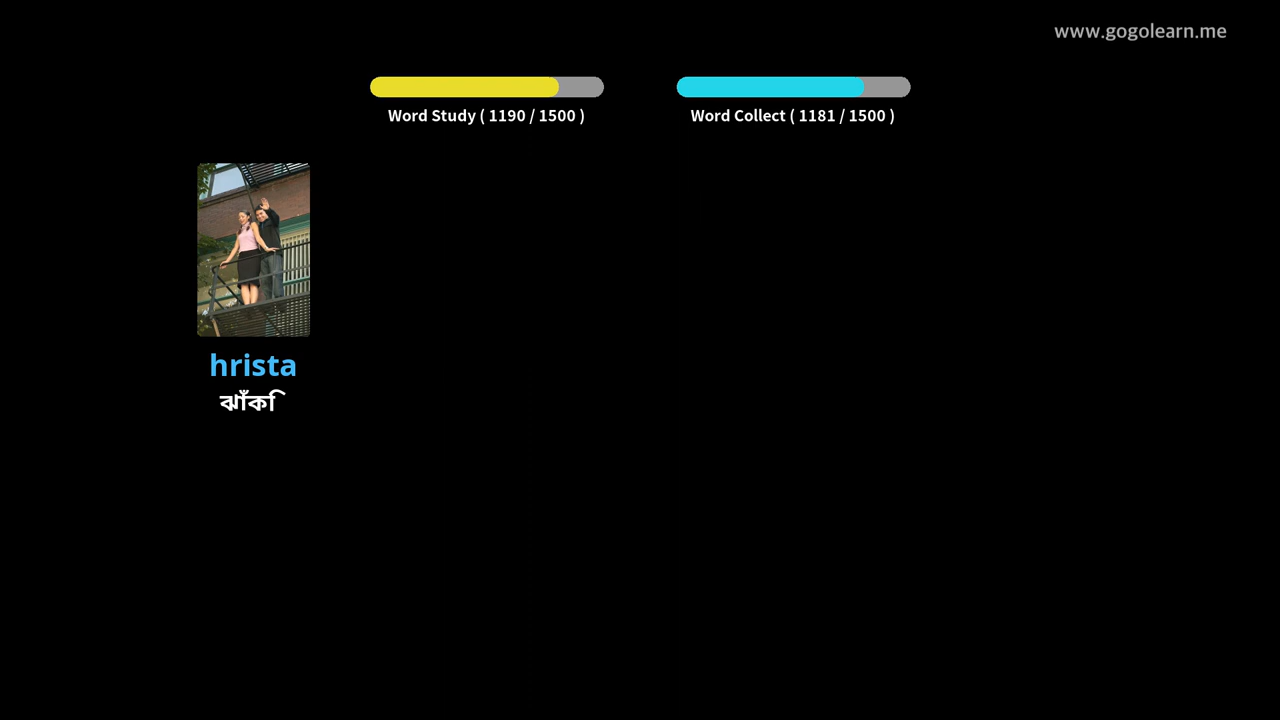 www.gogolearn.me
Word Study ( 1190 / 1500 )
Word Collect ( 1181 / 1500 )
hrista
ঝাঁকি